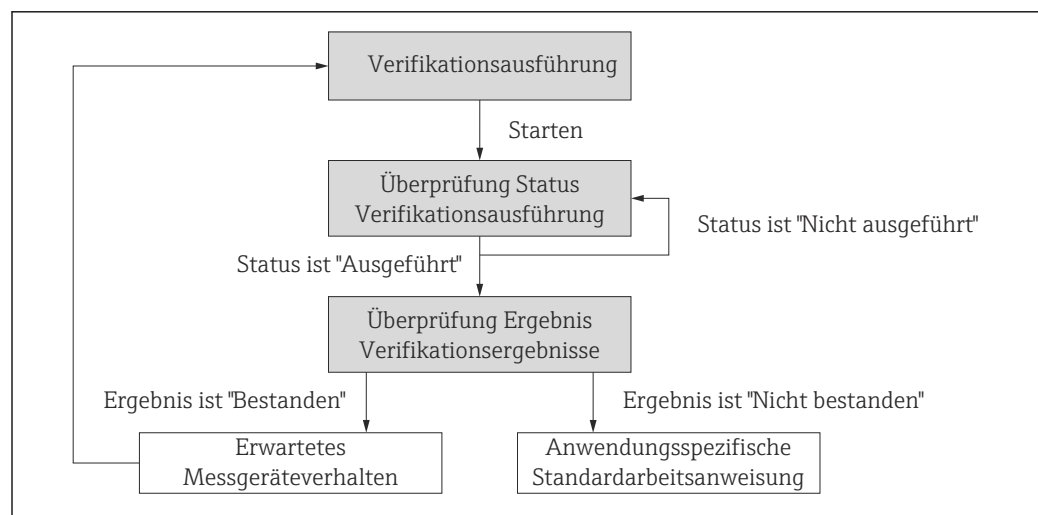 Verifikationsausführung
Starten
Überprüfung Status
Verifikationsausführung
Status ist "Nicht ausgeführt"
Status ist "Ausgeführt"
Überprüfung Ergebnis
Verifikationsergebnisse
Ergebnis ist "Bestanden"
Ergebnis ist "Nicht bestanden"
Erwartetes
Messgeräteverhalten
Anwendungsspezifische
Standardarbeitsanweisung